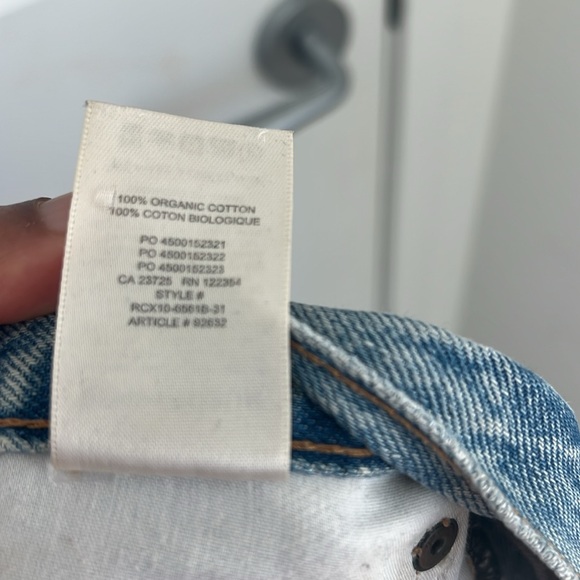 100% ORGANIC COTTON
100% COTON BIOLOGIQUE
PO 4500152321
PO 4500152322
PO 4500152323
CA 23725 RN 122354
STYLE #
RCX10-6561B-31
ARTICLE # 92632